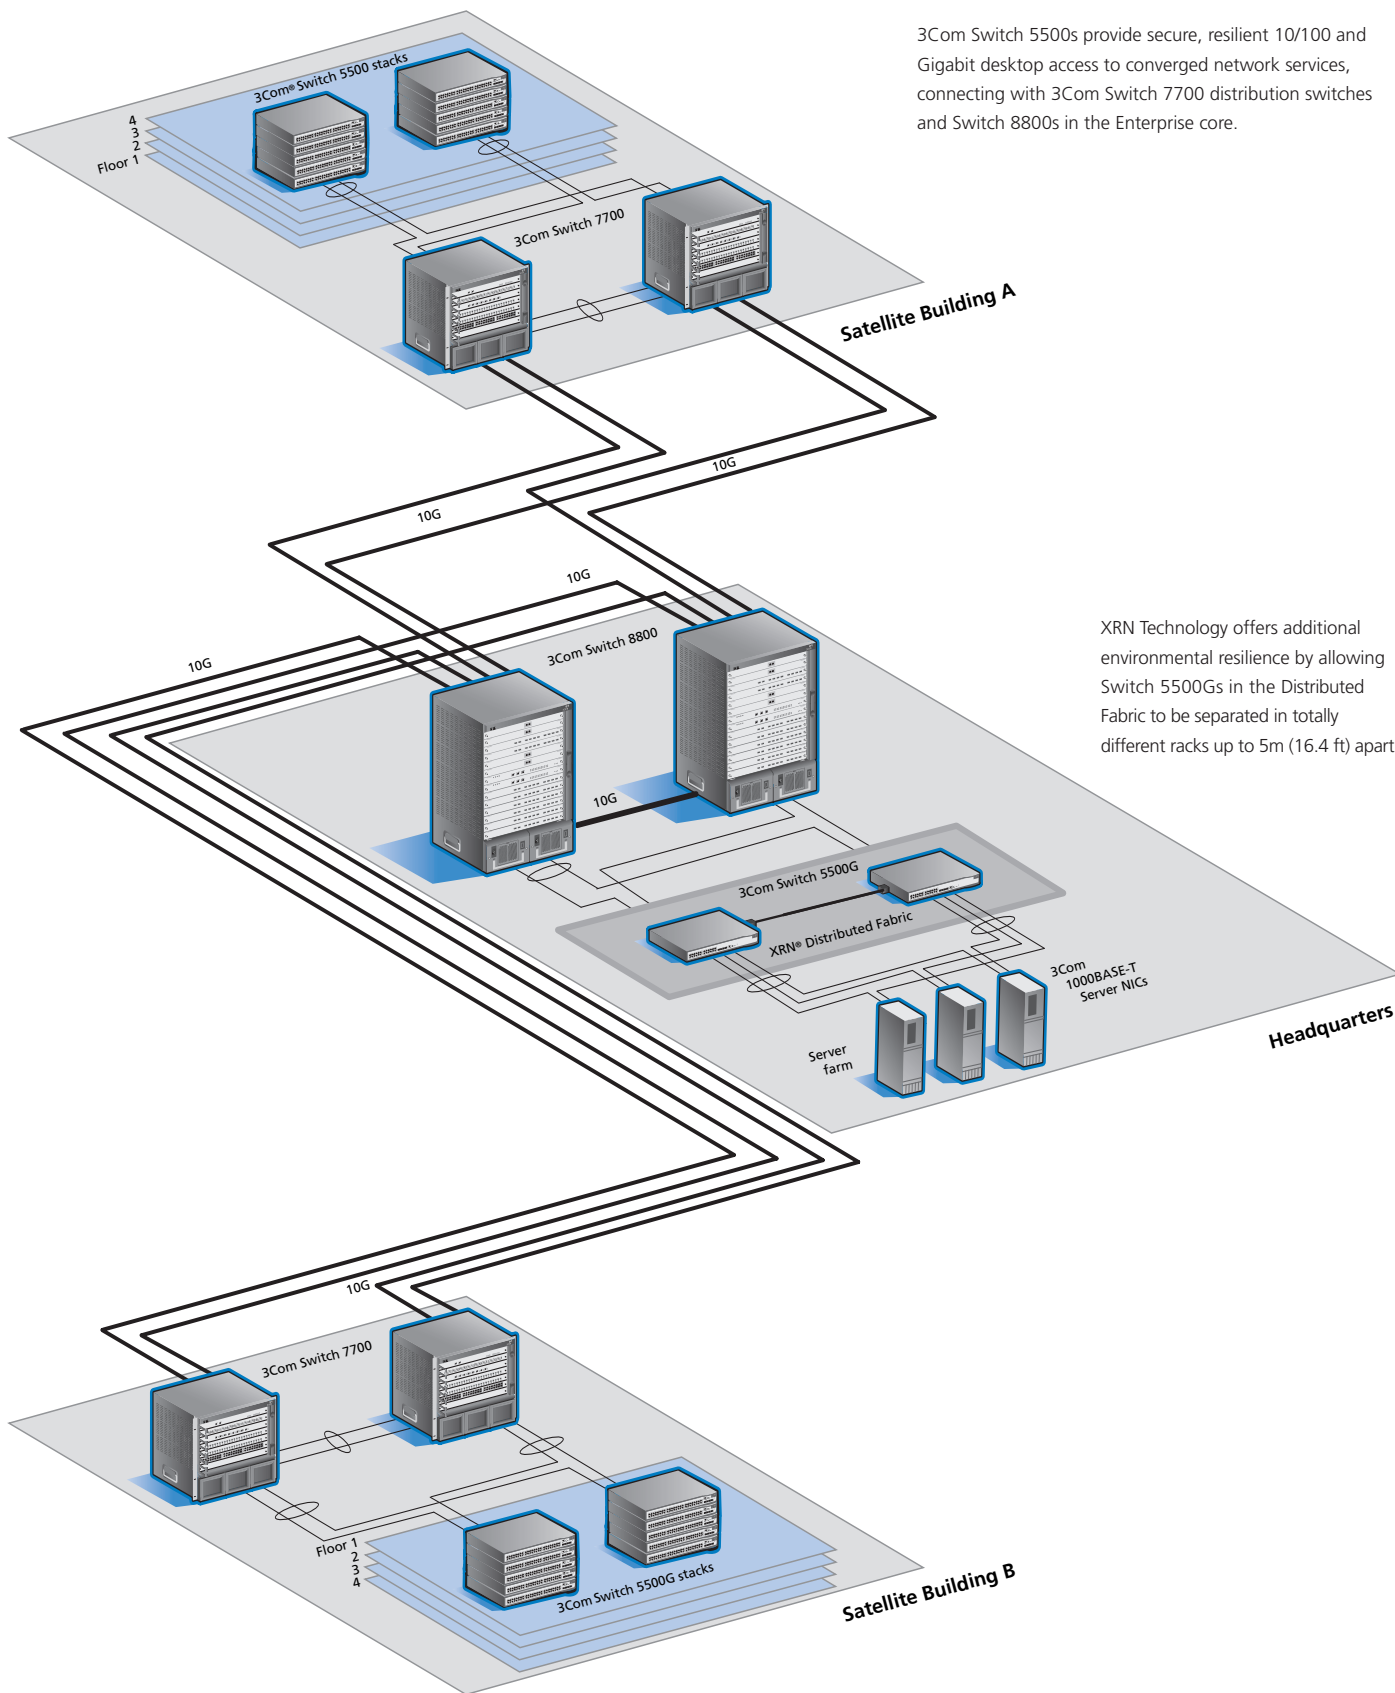 3Com Switch 5500s provide secure, resilient 10/100 and
Gigabit desktop access to converged network services,
connecting with 3Com Switch 7700 distribution switches
and Switch 8800s in the Enterprise core.
3Com® Switch 5500 stacks
4
3
2
Floor 1
3Com Switch 7700
Satellite Building A
10G
10G
10G
10G
3Com Switch 8800
XRN Technology offers additional
environmental resilience by allowing
Switch 5500Gs in the Distributed
Fabric to be separated in totally
different racks up to 5m (16.4 ft) apart
10G
3Com Switch 5500G
XRN® Distributed Fabric
3Com
1000BASE-T
Server NICs
Server
farm
Headquarters
10G
3Com Switch 7700
Floor 1
2
3
4
3Com Switch 5500G stacks
Satellite Building B